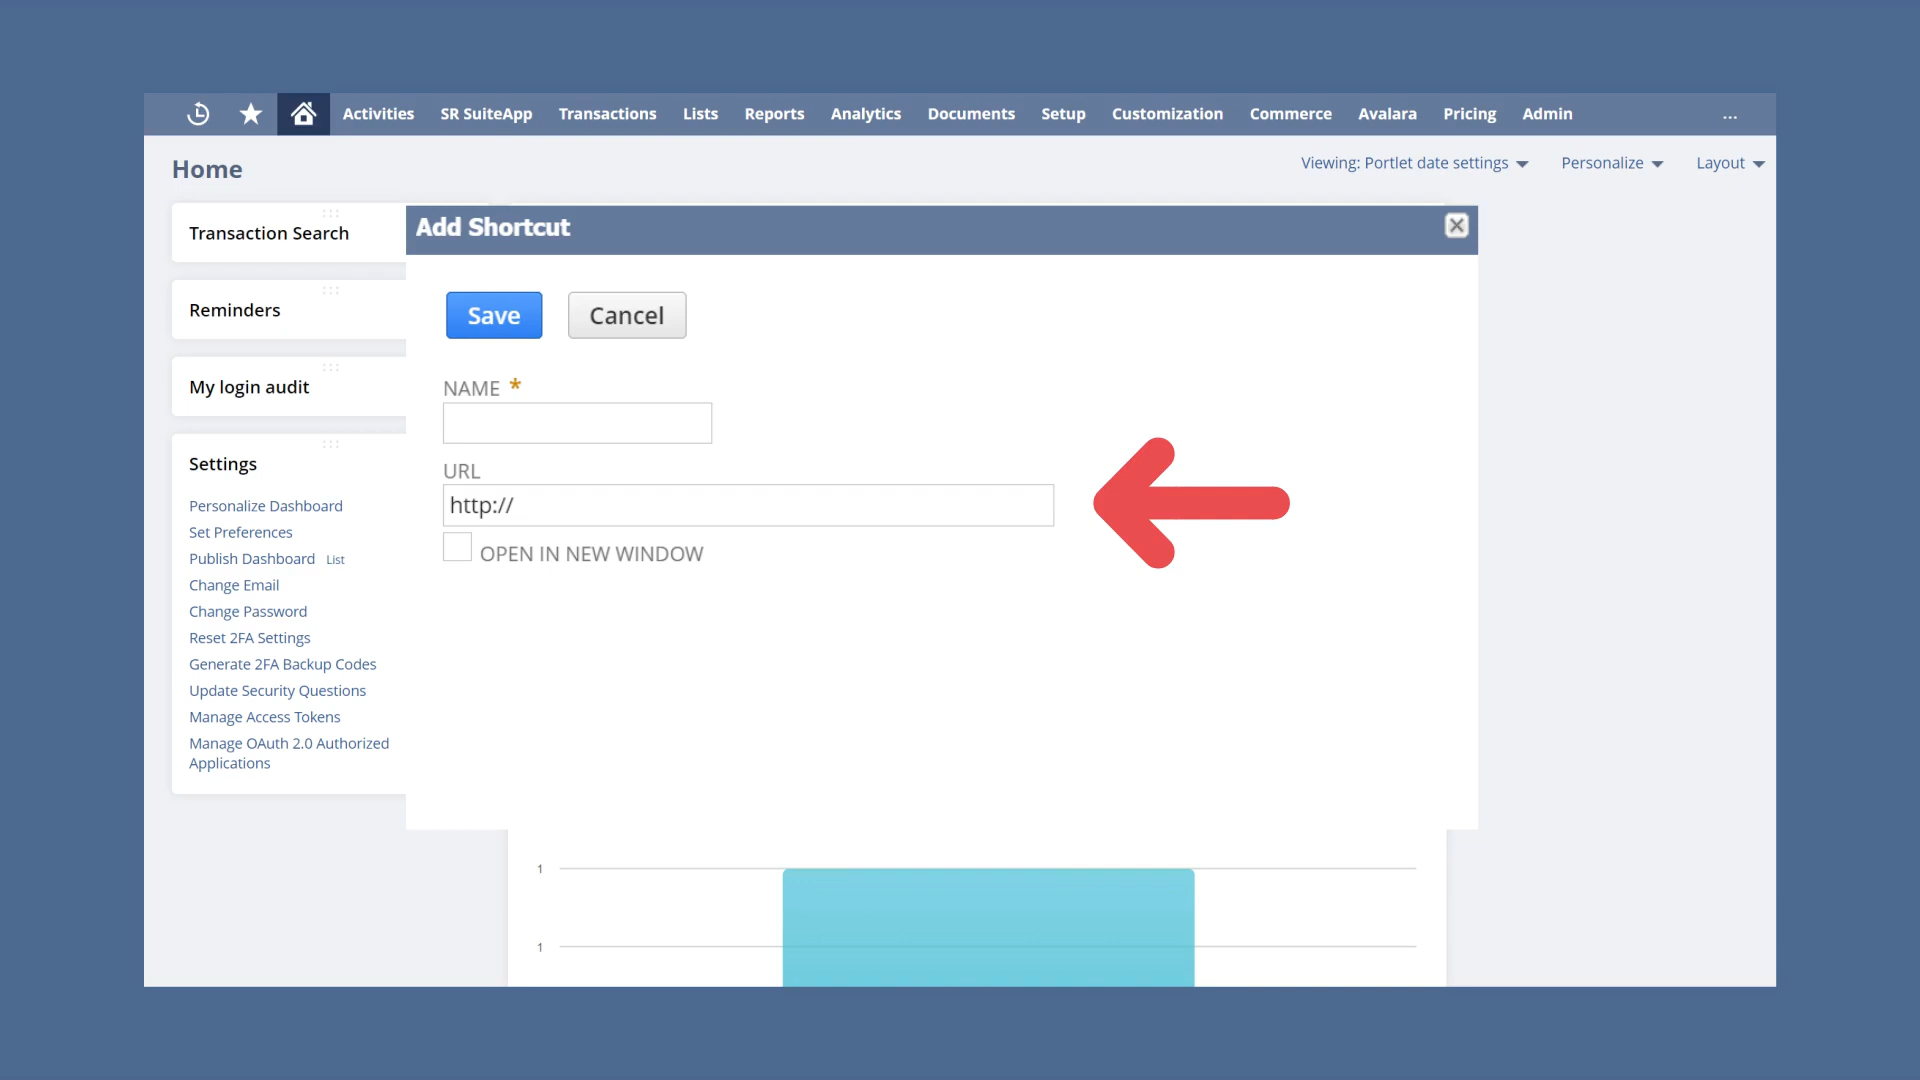 Activities SR SuiteApp Transactions Lists Reports Analytics Documents Setup Customization Commerce Avalara Pricing Admin ...
Home
Viewing: Portlet date settings Personalize Layout
Transaction Search
Reminders
My login audit
Settings
Personalize Dashboard
Set Preferences
Publish Dashboard List
Change Email
Change Password
Reset 2FA Settings
Generate 2FA Backup Codes
Update Security Questions
Manage Access Tokens
Manage OAuth 2.0 Authorized
Applications
Add Shortcut
Save Cancel
NAME *
URL
http://
OPEN IN NEW WINDOW
1
1